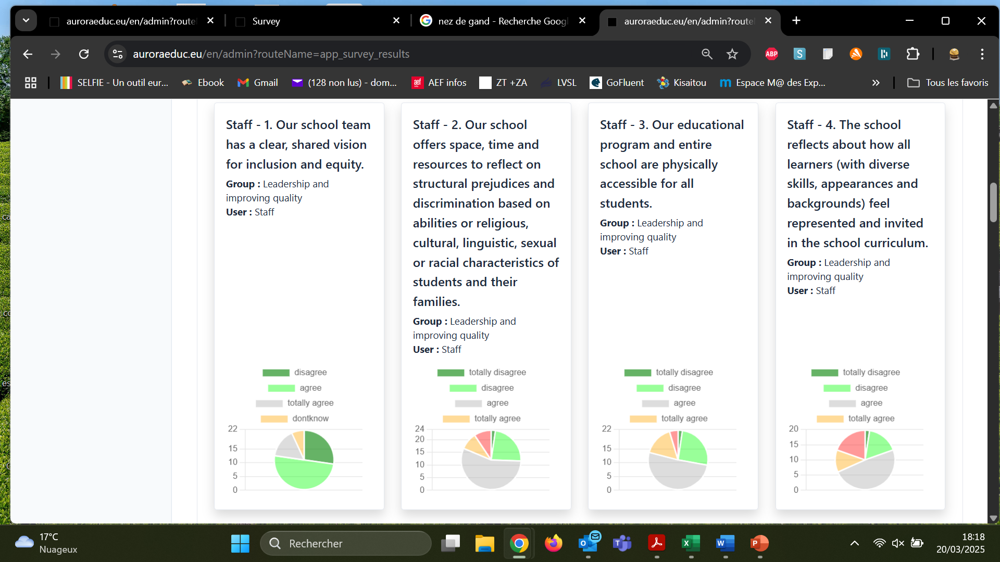 auroraeduc.eu/en/admin?route
Survey
nez de gand - Recherche Goog
auroraeduc.eu/en/admin?route
auroraeduc.eu/en/admin?routeName=app_survey_results
ABP
S
SELFIE - Un outil eur...
Ebook
Gmail
(128 non lus) - dom...
aef
AEF infos
ZT +ZA
LVSL
GoFluent
Kisaitou
m
Espace M@ des Exp...
Tous les favoris
Staff - 1. Our school team
has a clear, shared vision
for inclusion and equity.
Group : Leadership and
improving quality
User : Staff
disagree
agree
totally agree
dontknow
22
15
10
5
0
Staff - 2. Our school
offers space, time and
resources to reflect on
structural prejudices and
discrimination based on
abilities or religious,
cultural, linguistic, sexual
or racial characteristics of
students and their
families.
Group : Leadership and
improving quality
User : Staff
totally disagree
disagree
agree
totally agree
24
20
15
10
5
0
Staff - 3. Our educational
program and entire
school are physically
accessible for all
students.
Group : Leadership and
improving quality
User : Staff
totally disagree
disagree
agree
totally agree
22
15
10
5
0
Staff - 4. The school
reflects about how all
learners (with diverse
skills, appearances and
backgrounds) feel
represented and invited
in the school curriculum.
Group : Leadership and
improving quality
User : Staff
totally disagree
disagree
agree
totally agree
20
15
10
5
0
17°C
Nuageux
Rechercher
18:18
20/03/2025